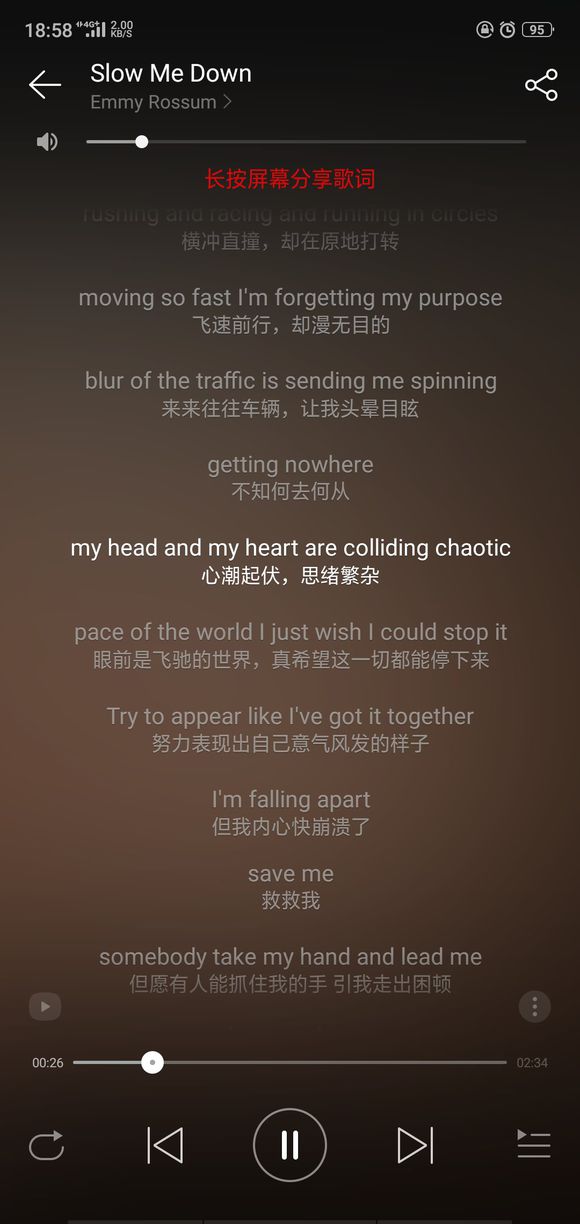 18:58 4G+ 2.00 KB/S 95
Slow Me Down
Emmy Rossum
长按屏幕分享歌词
rushing and racing and running in circles
横冲直撞，却在原地打转
moving so fast I'm forgetting my purpose
飞速前行，却漫无目的
blur of the traffic is sending me spinning
来来往往车辆，让我头晕目眩
getting nowhere
不知何去何从
my head and my heart are colliding chaotic
心潮起伏，思绪繁杂
pace of the world I just wish I could stop it
眼前是飞驰的世界，真希望这一切都能停下来
Try to appear like I've got it together
努力表现出自己意气风发的样子
I'm falling apart
但我内心快崩溃了
save me
救救我
somebody take my hand and lead me
但愿有人能抓住我的手 引我走出困顿
00:26 02:34